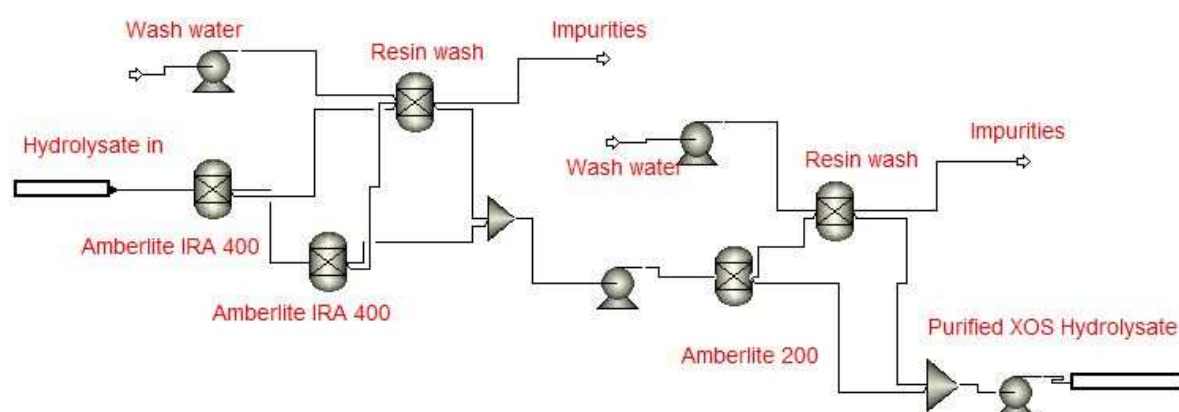 Wash water
Resin wash
Impurities
Hydrolysate in
Amberlite IRA 400
Amberlite IRA 400
Wash water
Resin wash
Impurities
Amberlite 200
Purified XOS Hydrolysate